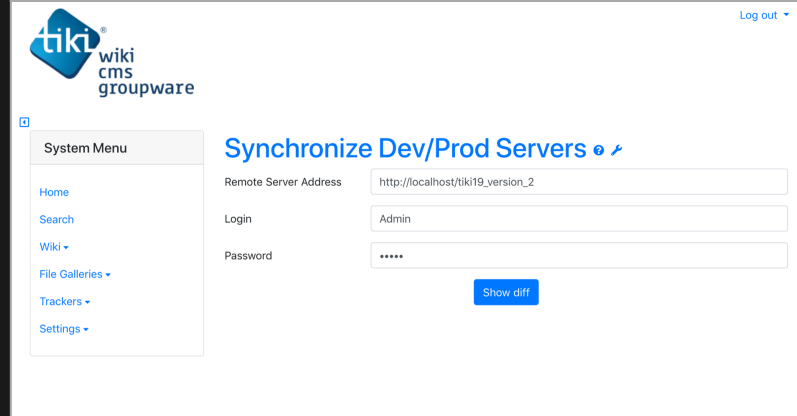 Log out
tiki®
wiki
cms
groupware
System Menu
Home
Search
Wiki
File Galleries
Trackers
Settings
Synchronize Dev/Prod Servers
Remote Server Address
http://localhost/tiki19_version_2
Login
Admin
Password
•••••
Show diff